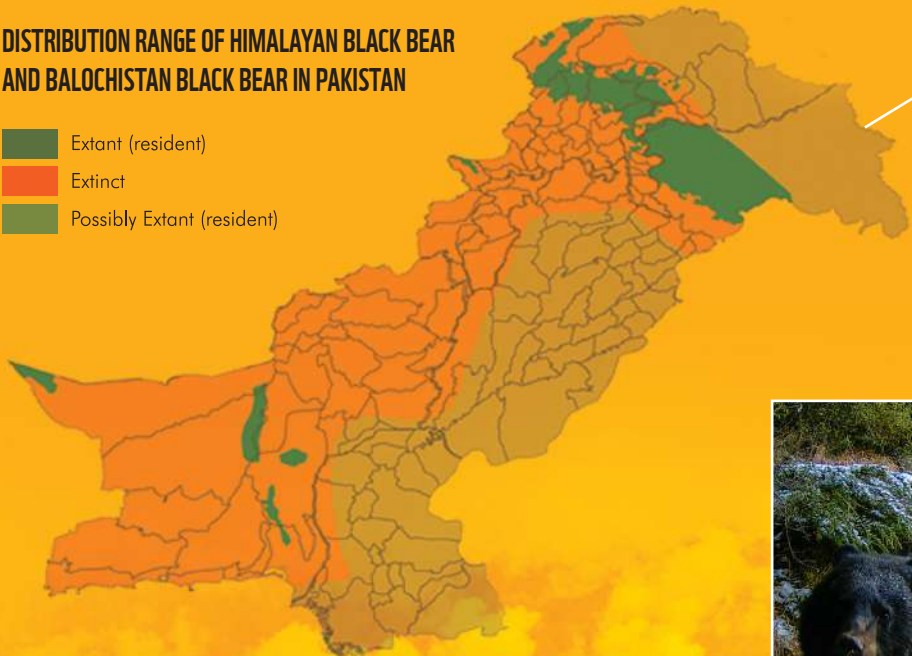 DISTRIBUTION RANGE OF HIMALAYAN BLACK BEAR
AND BALOCHISTAN BLACK BEAR IN PAKISTAN
Extant (resident)
Extinct
Possibly Extant (resident)